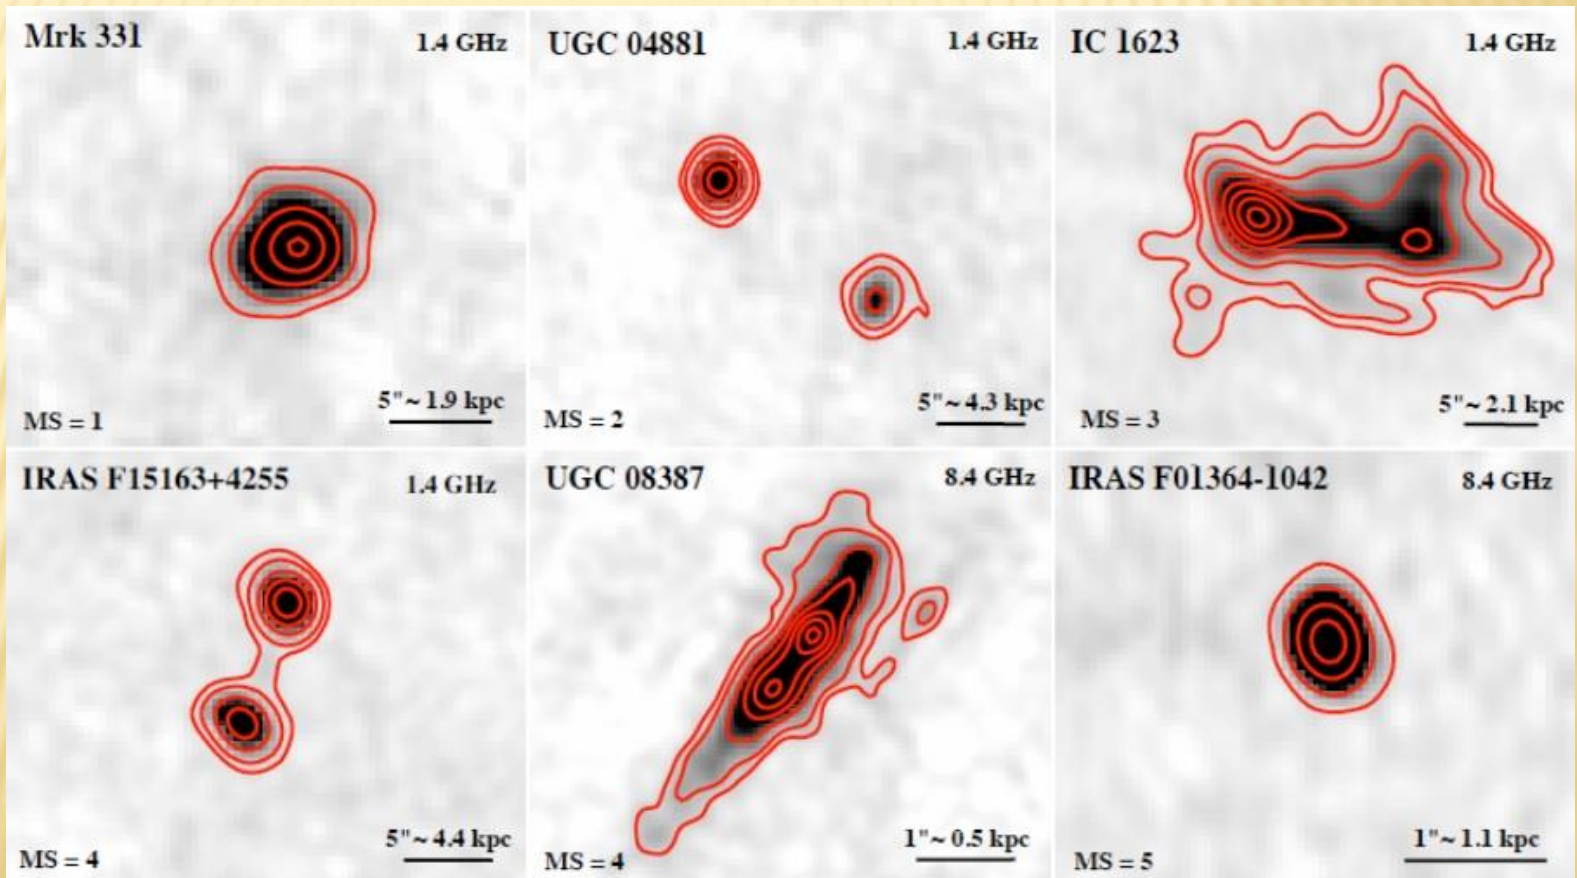 Mrk 331
1.4 GHz
5"~ 1.9 kpc
MS = 1
UGC 04881
1.4 GHz
5"~ 4.3 kpc
MS = 2
IC 1623
1.4 GHz
5"~ 2.1 kpc
MS = 3
IRAS F15163+4255
1.4 GHz
5"~ 4.4 kpc
MS = 4
UGC 08387
8.4 GHz
1"~ 0.5 kpc
MS = 4
IRAS F01364-1042
8.4 GHz
1"~ 1.1 kpc
MS = 5